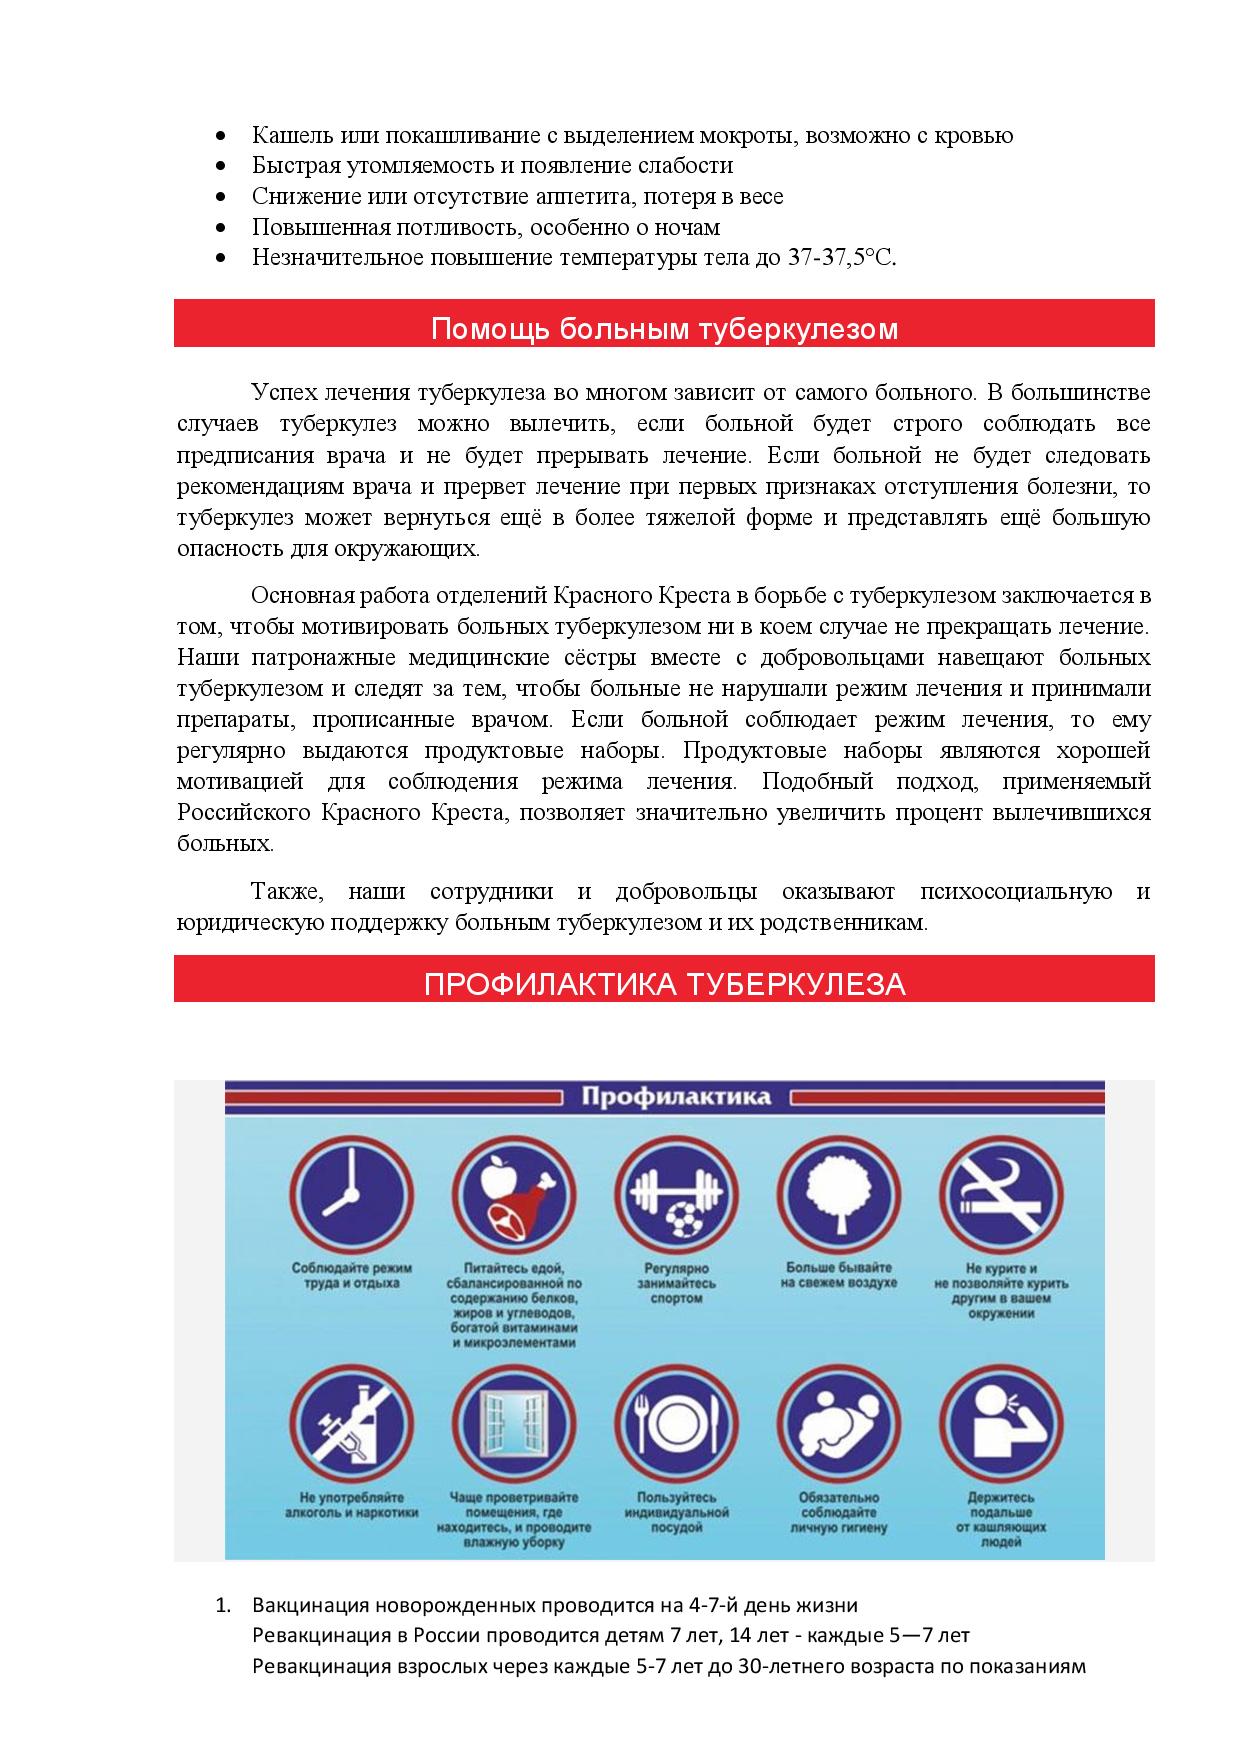 • Кашель или покашливание с выделением мокроты, возможно с кровью
• Быстрая утомляемость и появление слабости
• Снижение или отсутствие аппетита, потеря в весе
• Повышенная потливость, особенно о ночам
• Незначительное повышение температуры тела до 37-37,5°С.
Помощь больным туберкулезом
Успех лечения туберкулеза во многом зависит от самого больного. В большинстве
случаев туберкулез можно вылечить, если больной будет строго соблюдать все
предписания врача и не будет прерывать лечение. Если больной не будет следовать
рекомендациям врача и прервет лечение при первых признаках отступления болезни, то
туберкулез может вернуться ещё в более тяжелой форме и представлять ещё большую
опасность для окружающих.
Основная работа отделений Красного Креста в борьбе с туберкулезом заключается в
том, чтобы мотивировать больных туберкулезом ни в коем случае не прекращать лечение.
Наши патронажные медицинские сёстры вместе с добровольцами навещают больных
туберкулезом и следят за тем, чтобы больные не нарушали режим лечения и принимали
препараты, прописанные врачом. Если больной соблюдает режим лечения, то ему
регулярно выдаются продуктовые наборы. Продуктовые наборы являются хорошей
мотивацией для соблюдения режима лечения. Подобный подход, применяемый
Российского Красного Креста, позволяет значительно увеличить процент вылечившихся
больных.
Также, наши сотрудники и добровольцы оказывают психосоциальную и
юридическую поддержку больным туберкулезом и их родственникам.
ПРОФИЛАКТИКА ТУБЕРКУЛЕЗА
Профилактика
Соблюдайте режим
труда и отдыха
Питайтесь едой,
сбалансированной по
содержанию белков,
жиров и углеводов,
богатой витаминами
и микроэлементами
Регулярно
занимайтесь
спортом
Больше бывайте
на свежем воздухе
Не курите и
не позволяйте курить
другим в вашем
окружении
Не употребляйте
алкоголь и наркотики
Чаще проветривайте
помещения, где
находитесь, и проводите
влажную уборку
Пользуйтесь
индивидуальной
посудой
Обязательно
соблюдайте
личную гигиену
Держитесь
подальше
от кашляющих
людей
1. Вакцинация новорожденных проводится на 4-7-й день жизни
Ревакцинация в России проводится детям 7 лет, 14 лет - каждые 5—7 лет
Ревакцинация взрослых через каждые 5-7 лет до 30-летнего возраста по показаниям